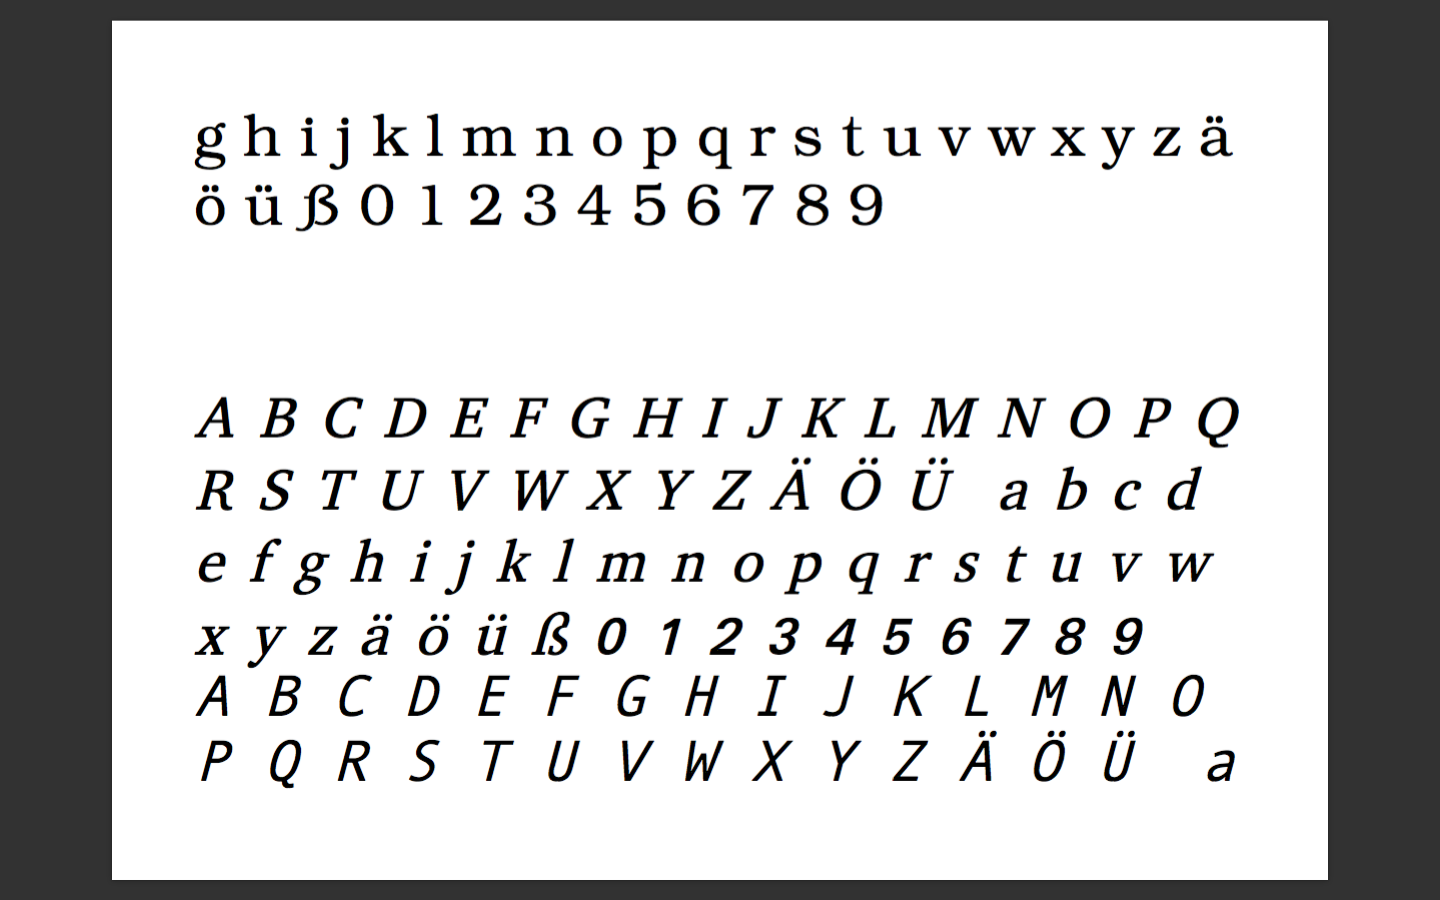 g h i j k l m n o p q r s t u v w x y z ä
ö ü ß 0 1 2 3 4 5 6 7 8 9
A B C D E F G H I J K L M N O P Q
R S T U V W X Y Z Ä Ö Ü a b c d
e f g h i j k l m n o p q r s t u v w
x y z ä ö ü ß 0 1 2 3 4 5 6 7 8 9
A B C D E F G H I J K L M N O
P Q R S T U V W X Y Z Ä Ö Ü a